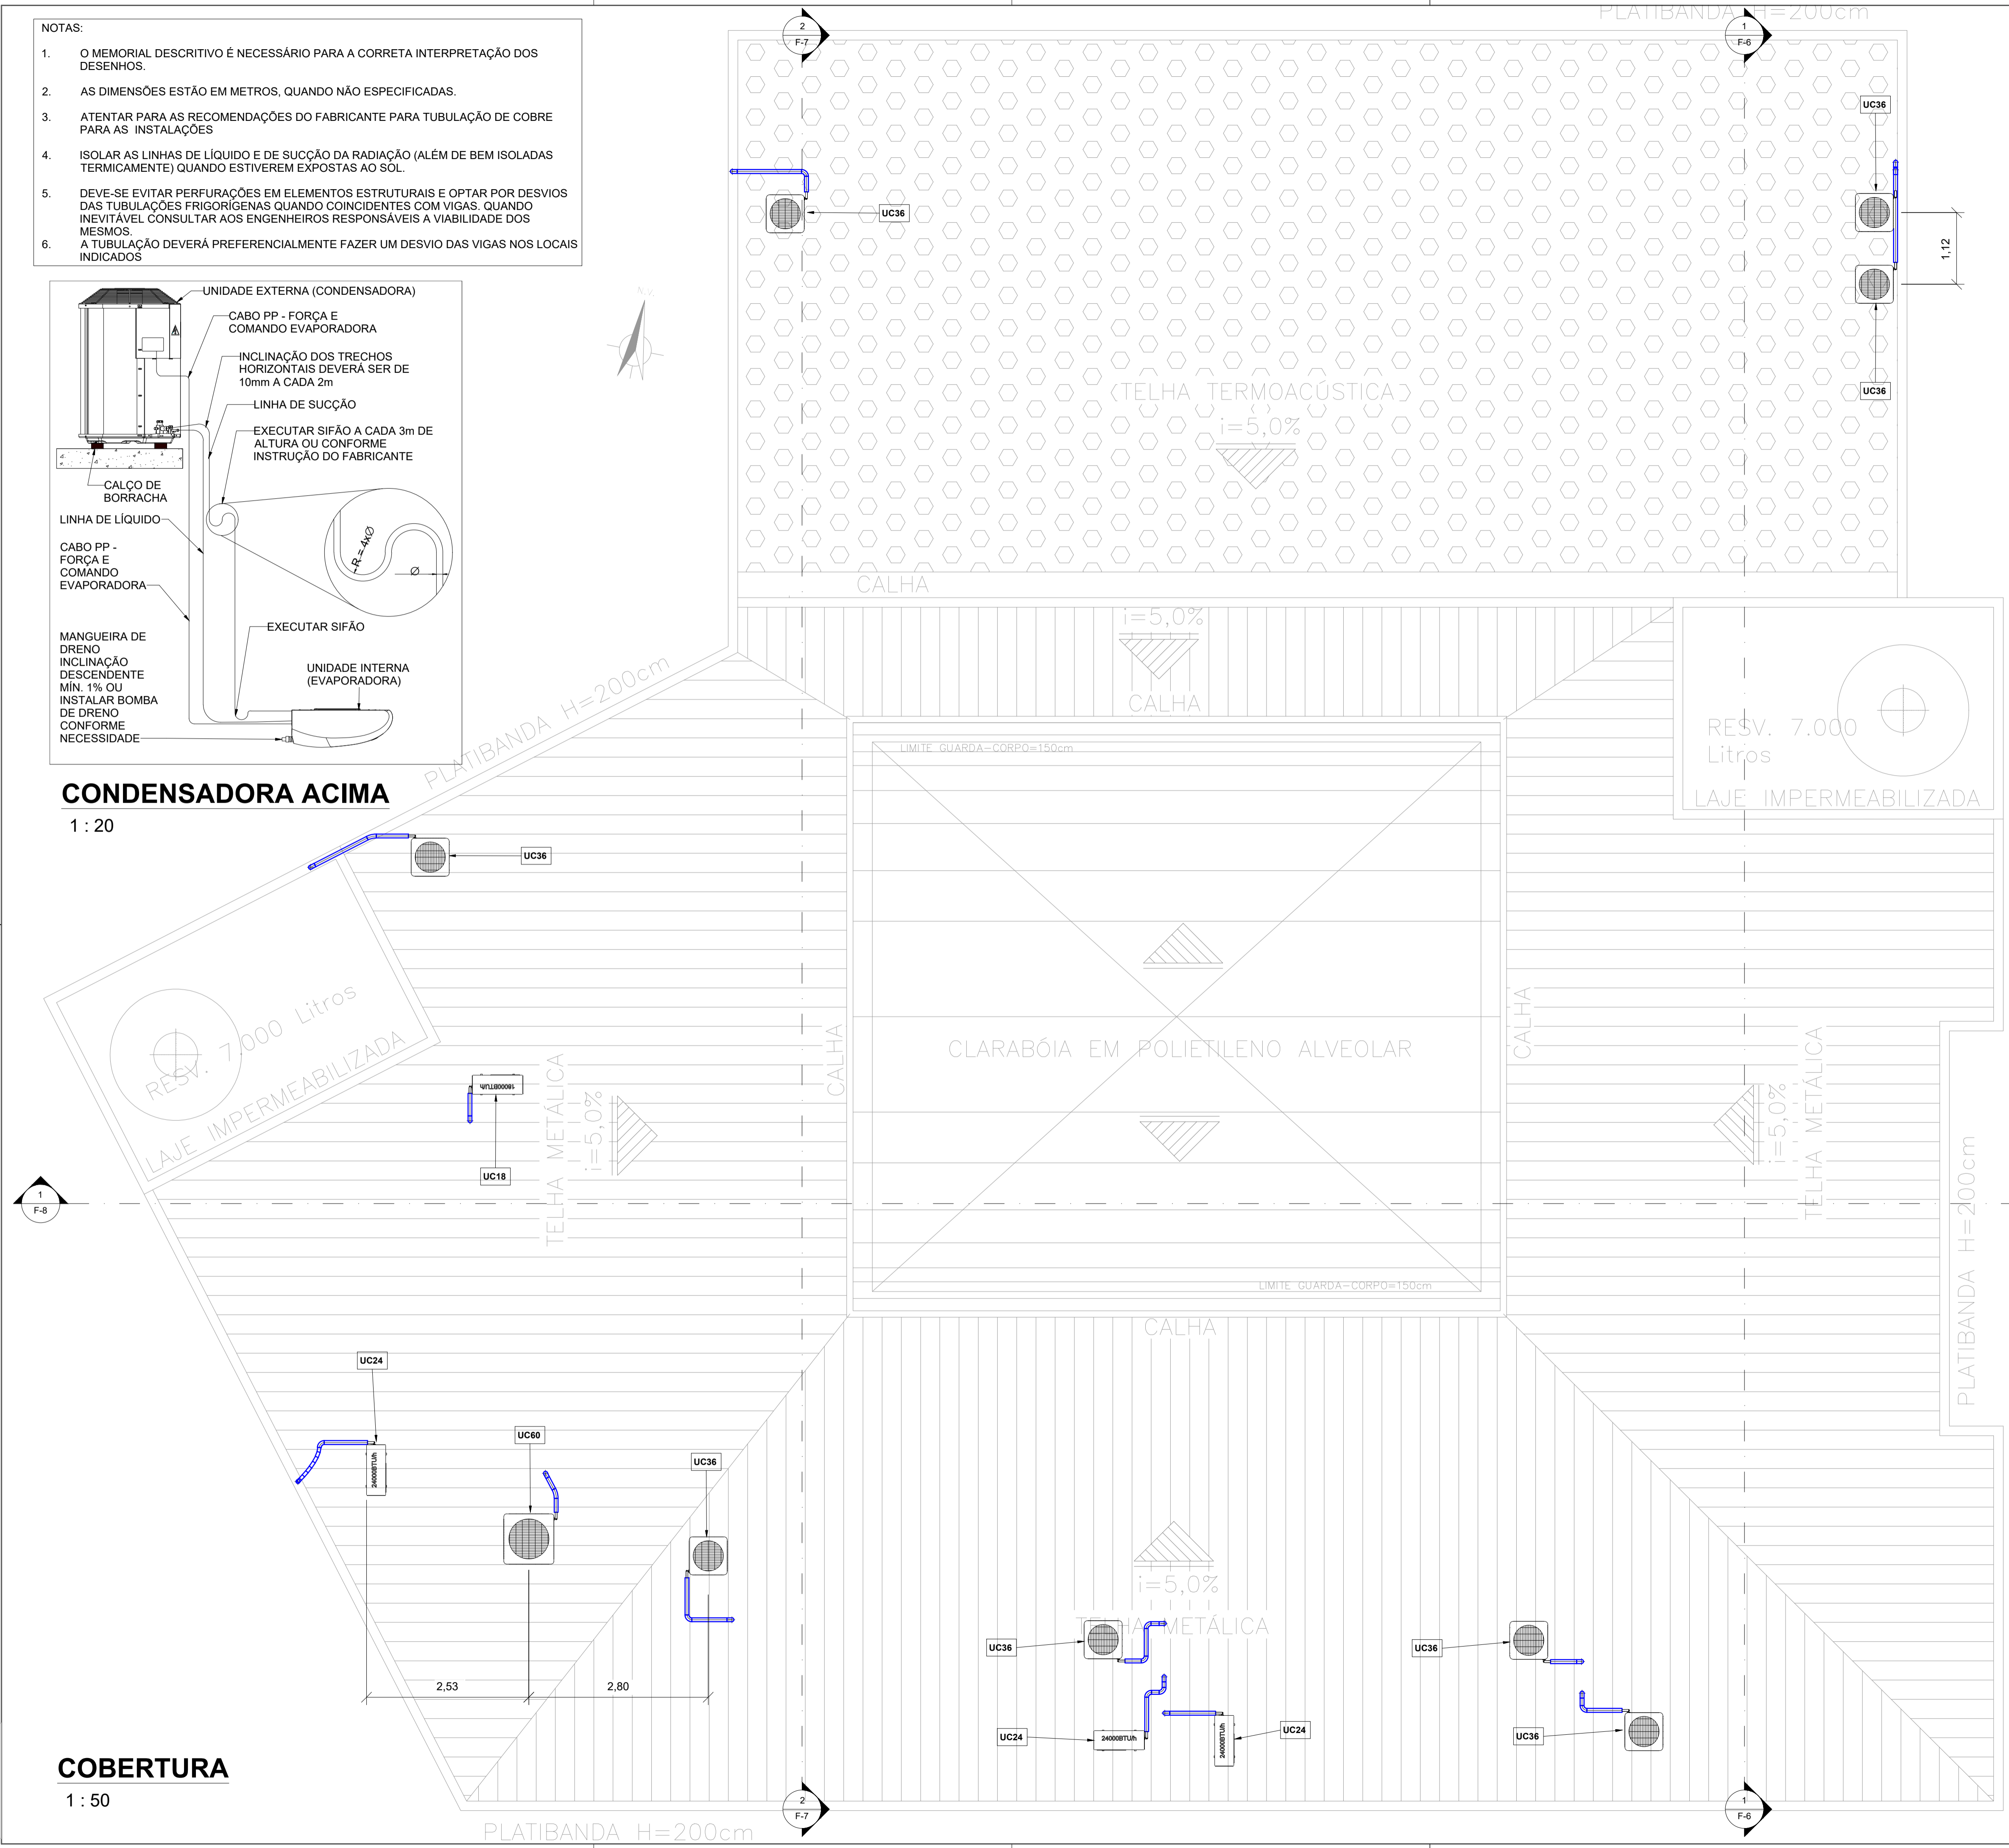 NOTAS:
1. O MEMORIAL DESCRITIVO É NECESSÁRIO PARA A CORRETA INTERPRETAÇÃO DOS
DESENHOS.
2. AS DIMENSÕES ESTÃO EM METROS, QUANDO NÃO ESPECIFICADAS.
3. ATENTAR PARA AS RECOMENDAÇÕES DO FABRICANTE PARA TUBULAÇÃO DE COBRE
PARA AS INSTALAÇÕES
4. ISOLAR AS LINHAS DE LÍQUIDO E DE SUCÇÃO DA RADIAÇÃO (ALÉM DE BEM ISOLADAS
TERMICAMENTE) QUANDO ESTIVEREM EXPOSTAS AO SOL.
5. DEVE-SE EVITAR PERFURAÇÕES EM ELEMENTOS ESTRUTURAIS E OPTAR POR DESVIOS
DAS TUBULAÇÕES FRIGORÍGENAS QUANDO COINCIDENTES COM VIGAS. QUANDO
INEVITÁVEL CONSULTAR AOS ENGENHEIROS RESPONSÁVEIS A VIABILIDADE DOS
MESMOS.
6. A TUBULAÇÃO DEVERÁ PREFERENCIALMENTE FAZER UM DESVIO DAS VIGAS NOS LOCAIS
INDICADOS
UNIDADE EXTERNA (CONDENSADORA)
CABO PP - FORÇA E
COMANDO EVAPORADORA
INCLINAÇÃO DOS TRECHOS
HORIZONTAIS DEVERÁ SER DE
10mm A CADA 2m
LINHA DE SUCÇÃO
EXECUTAR SIFÃO A CADA 3m DE
ALTURA OU CONFORME
INSTRUÇÃO DO FABRICANTE
CALÇO DE
BORRACHA
LINHA DE LÍQUIDO
R = 4xØ
Ø
CABO PP -
FORÇA E
COMANDO
EVAPORADORA
EXECUTAR SIFÃO
MANGUEIRA DE
DRENO
INCLINAÇÃO
DESCENDENTE
MÍN. 1% OU
INSTALAR BOMBA
DE DRENO
CONFORME
NECESSIDADE
UNIDADE INTERNA
(EVAPORADORA)
CONDENSADORA ACIMA
1 : 20
PLATIBANDA H=200cm
2
F-7
1
F-6
UC36
UC36
1,12
UC36
TELHA TERMOACÚSTICA
i=5,0%
CALHA
i=5,0%
CALHA
PLATIBANDA H=200cm
RESV. 7.000
Litros
LAJE IMPERMEABILIZADA
LIMITE GUARDA-CORPO=150cm
UC36
RESV. 7.000 Litros
LAJE IMPERMEABILIZADA
CALHA
CLARABÓIA EM POLIETILENO ALVEOLAR
CALHA
18000BTU/h
UC18
TELHA METÁLICA
i=5,0%
i=5,0%
TELHA METÁLICA
PLATIBANDA H=200cm
1
F-8
LIMITE GUARDA-CORPO=150cm
CALHA
UC24
24000BTU/h
UC60
UC36
2,53
2,80
i=5,0%
TELHA METÁLICA
UC36
UC36
UC24
24000BTU/h
24000BTU/h
UC24
UC36
COBERTURA
1 : 50
2
F-7
1
F-6
PLATIBANDA H=200cm